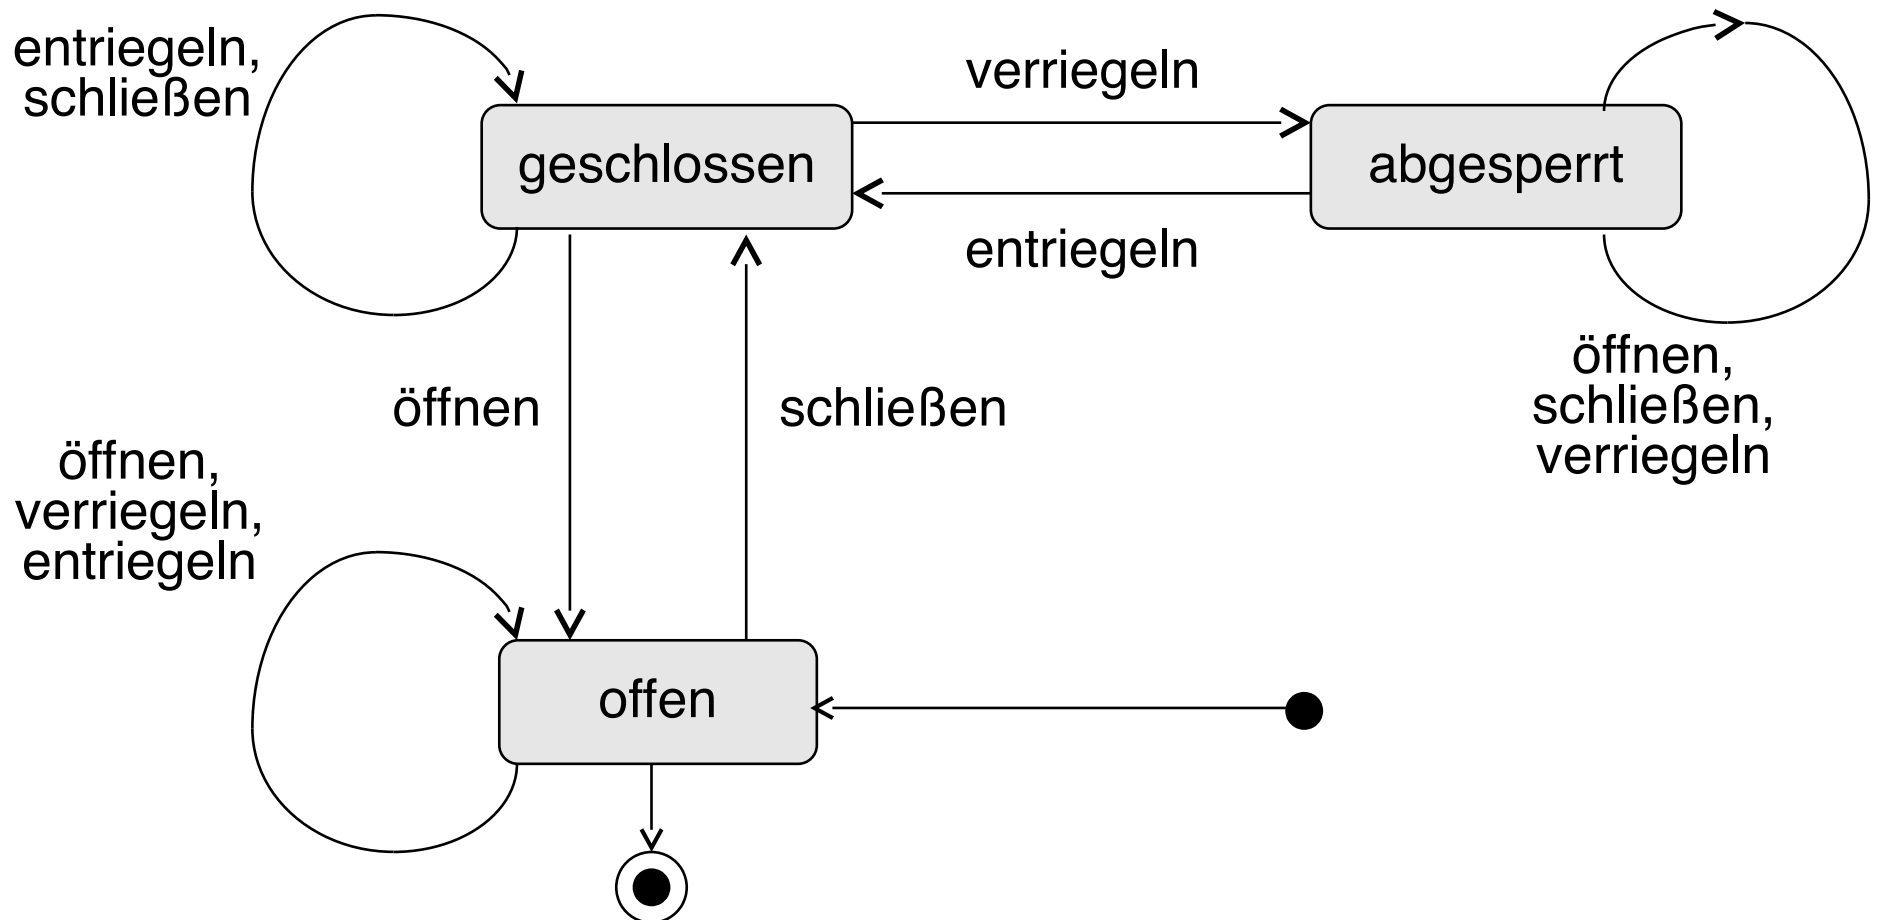 entriegeln,
schließen
verriegeln
geschlossen
abgesperrt
entriegeln
öffnen
schließen
öffnen,
schließen,
verriegeln
öffnen,
verriegeln,
entriegeln
offen